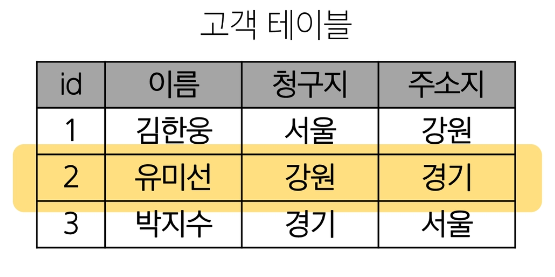 고객 테이블
id 이름 청구지 주소지
1 김한웅 서울 강원
2 유미선 강원 경기
3 박지수 경기 서울